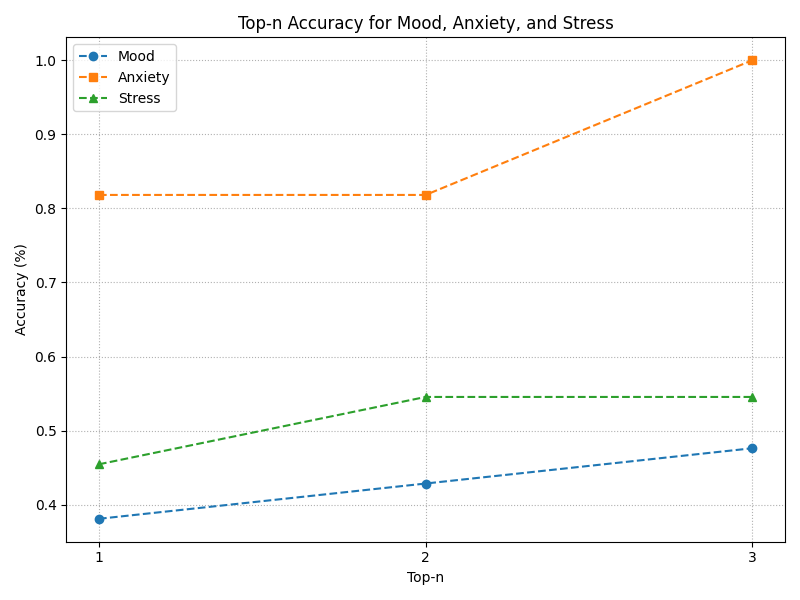 Top-n Accuracy for Mood, Anxiety, and Stress
Mood
Anxiety
Stress
1.0
0.9
0.8
0.7
0.6
0.5
0.4
Accuracy (%)
1 2 3
Top-n